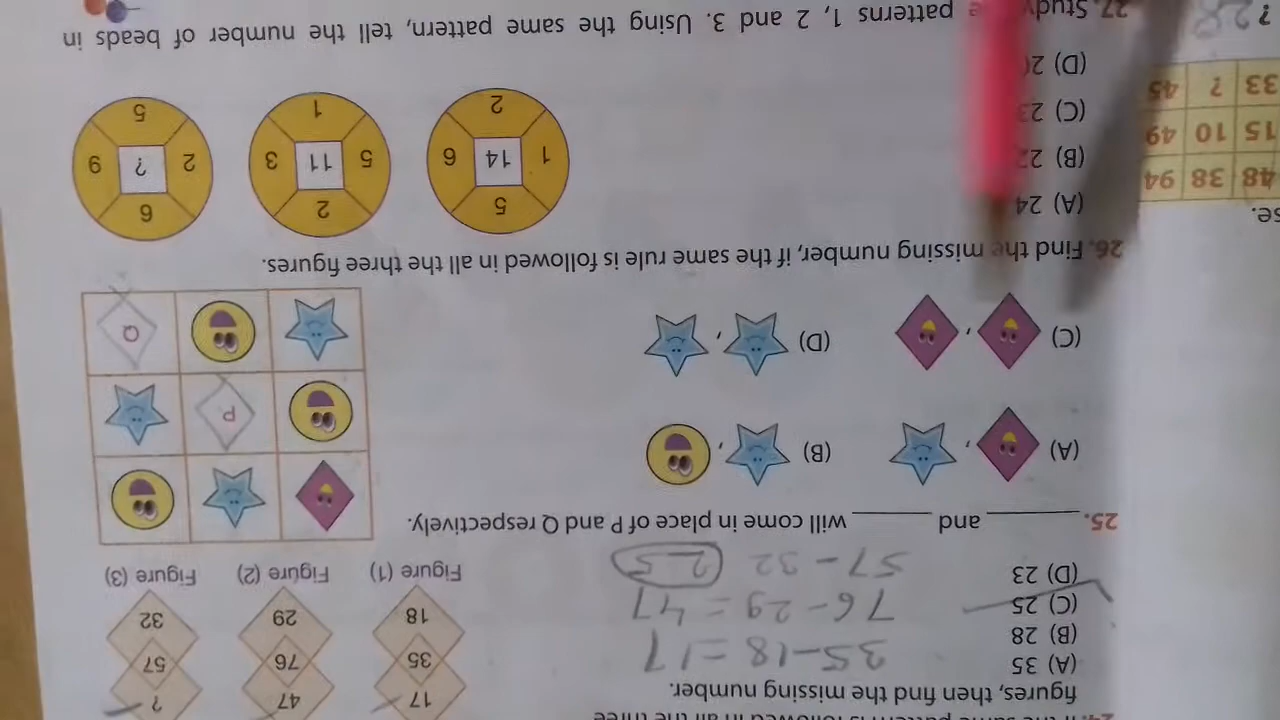 figures, then find the missing number.
(A) 35
(B) 28
(C) 25
(D) 23
35-18=17
76-29=47
57-32 25
17
35
18
Figure (1)
47
76
29
Figure (2)
?
57
32
Figure (3)
25. ______ and ______ will come in place of P and Q respectively.
(A) ,
(B) ,
(C) ,
(D) ,
P
Q
26. Find the missing number, if the same rule is followed in all the three figures.
(A) 24
(B) 22
(C) 23
(D) 2
5
1 14 6
2
2
5 11 3
1
6
2 ? 9
5
27. Study patterns 1, 2 and 3. Using the same pattern, tell the number of beads in
se.
48 38 94
15 10 49
33 ? 45
? 28